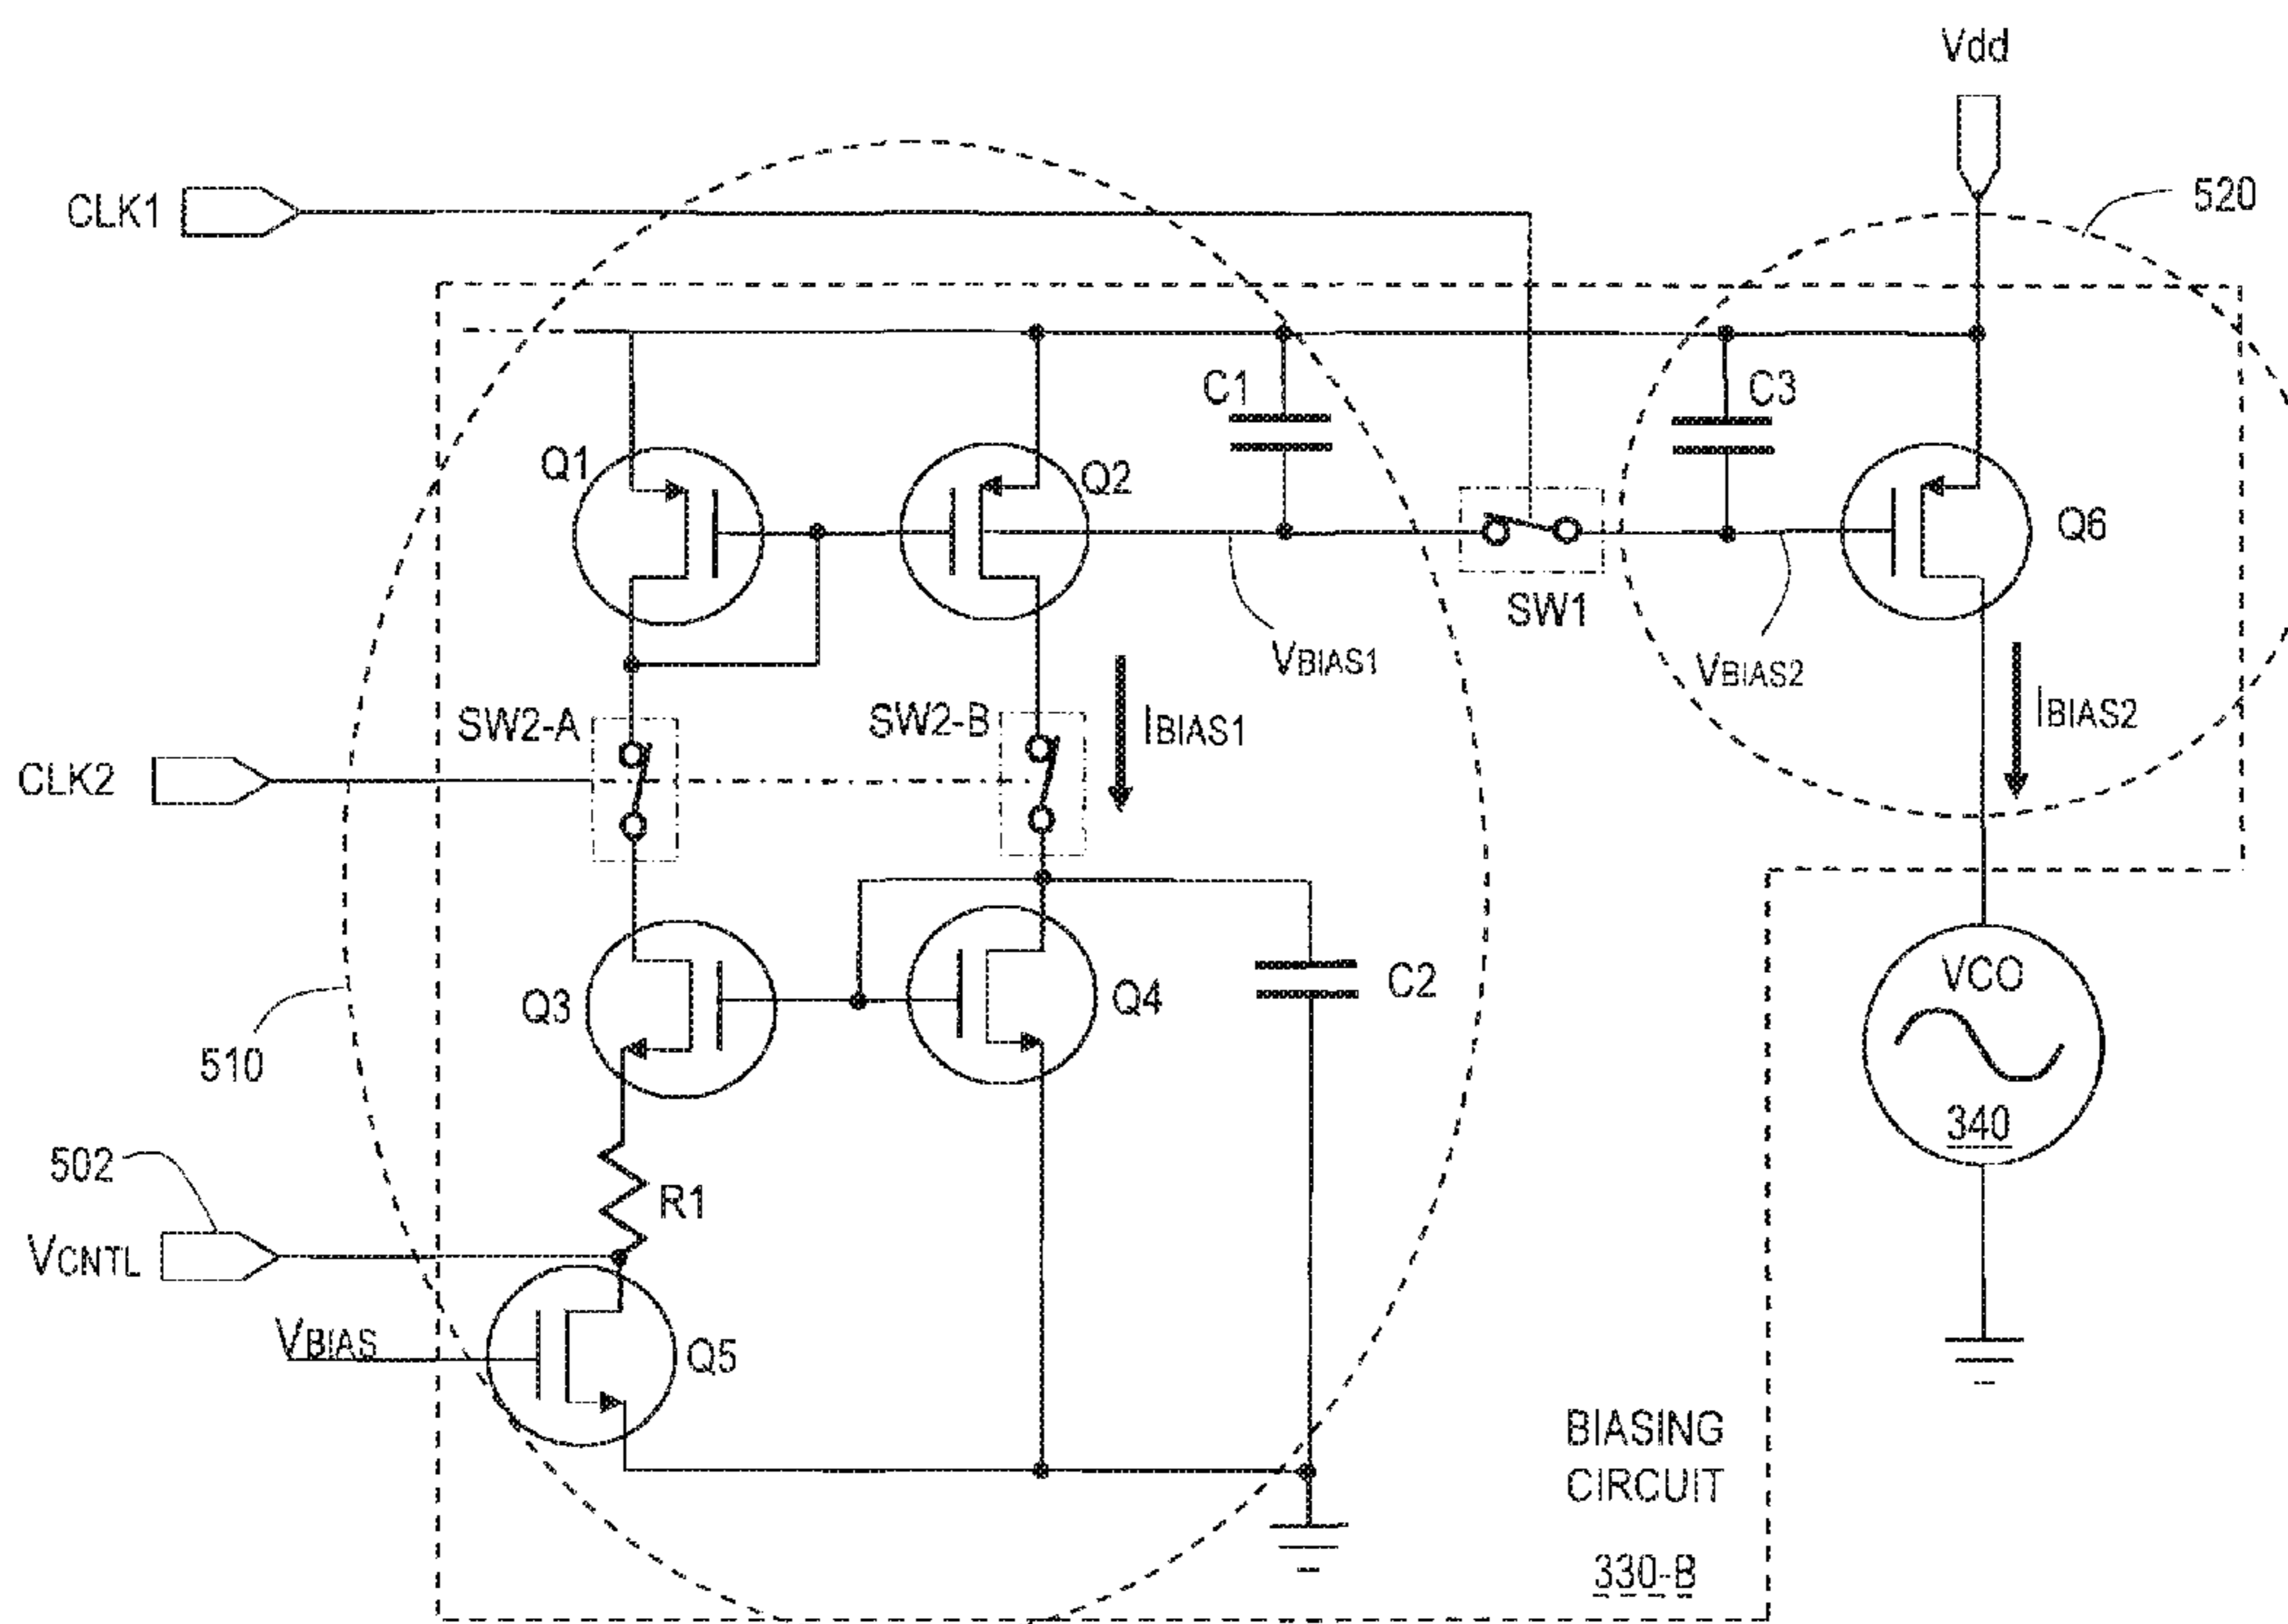 Vdd
520
CLK1
C1
C3
Q1
Q2
Q6
SW1
VBIAS1
VBIAS2
SW2-A
SW2-B
IBIAS1
IBIAS2
CLK2
Q3
Q4
C2
VCO
340
510
502
R1
VCNTL
VBIAS
Q5
BIASING
CIRCUIT
330-B